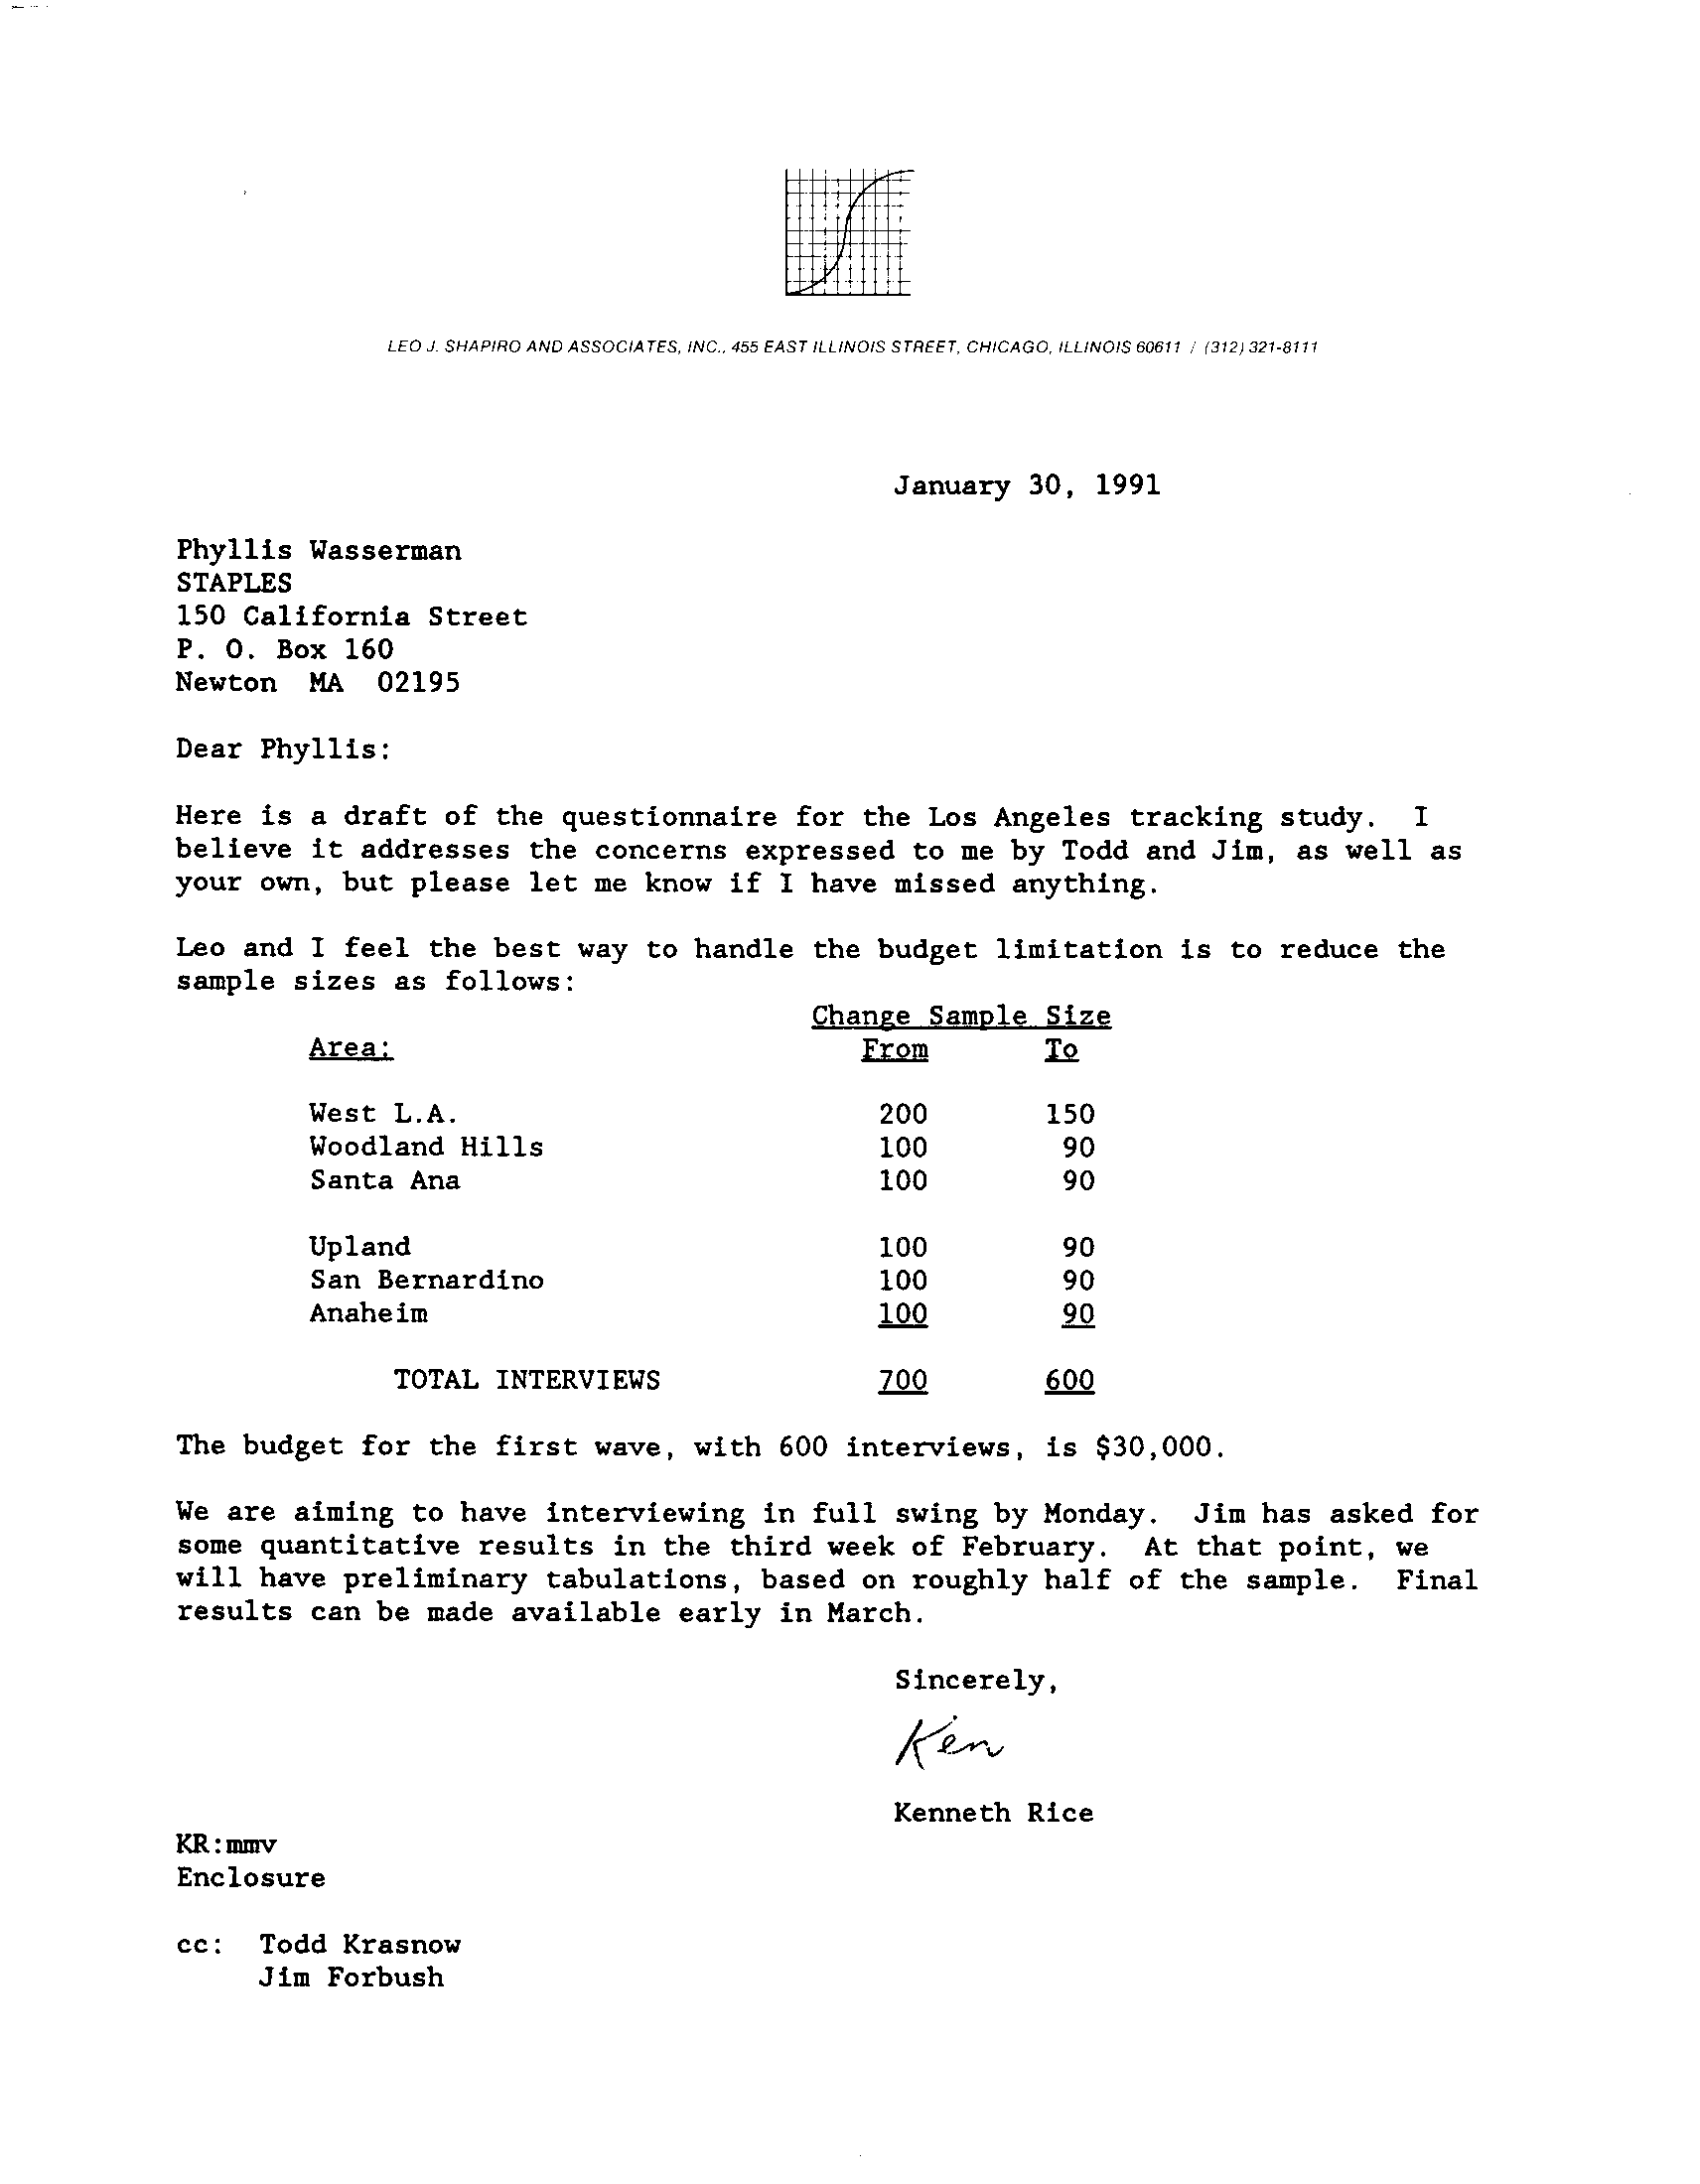 LEO J. SHAPIRO AND ASSOCIATES, INC., 455 EAST ILLINOIS STREET, CHICAGO, ILLINOIS 60611 / (312) 321-8111
January 30, 1991
Phyllis Wasserman
STAPLES
150 California Street
P. O. Box 160
Newton MA 02195
Dear Phyllis:
Here is a draft of the questionnaire for the Los Angeles tracking study. I
believe it addresses the concerns expressed to me by Todd and Jim, as well as
your own, but please let me know if I have missed anything.
Leo and I feel the best way to handle the budget limitation is to reduce the
sample sizes as follows:
Change Sample Size
Area: From To
West L.A. 200 150
Woodland Hills 100 90
Santa Ana 100 90
Upland 100 90
San Bernardino 100 90
Anaheim 100 90
TOTAL INTERVIEWS 700 600
The budget for the first wave, with 600 interviews, is $30,000.
We are aiming to have interviewing in full swing by Monday. Jim has asked for
some quantitative results in the third week of February. At that point, we
will have preliminary tabulations, based on roughly half of the sample. Final
results can be made available early in March.
Sincerely,
Ken
Kenneth Rice
KR:mmv
Enclosure
cc: Todd Krasnow
Jim Forbush